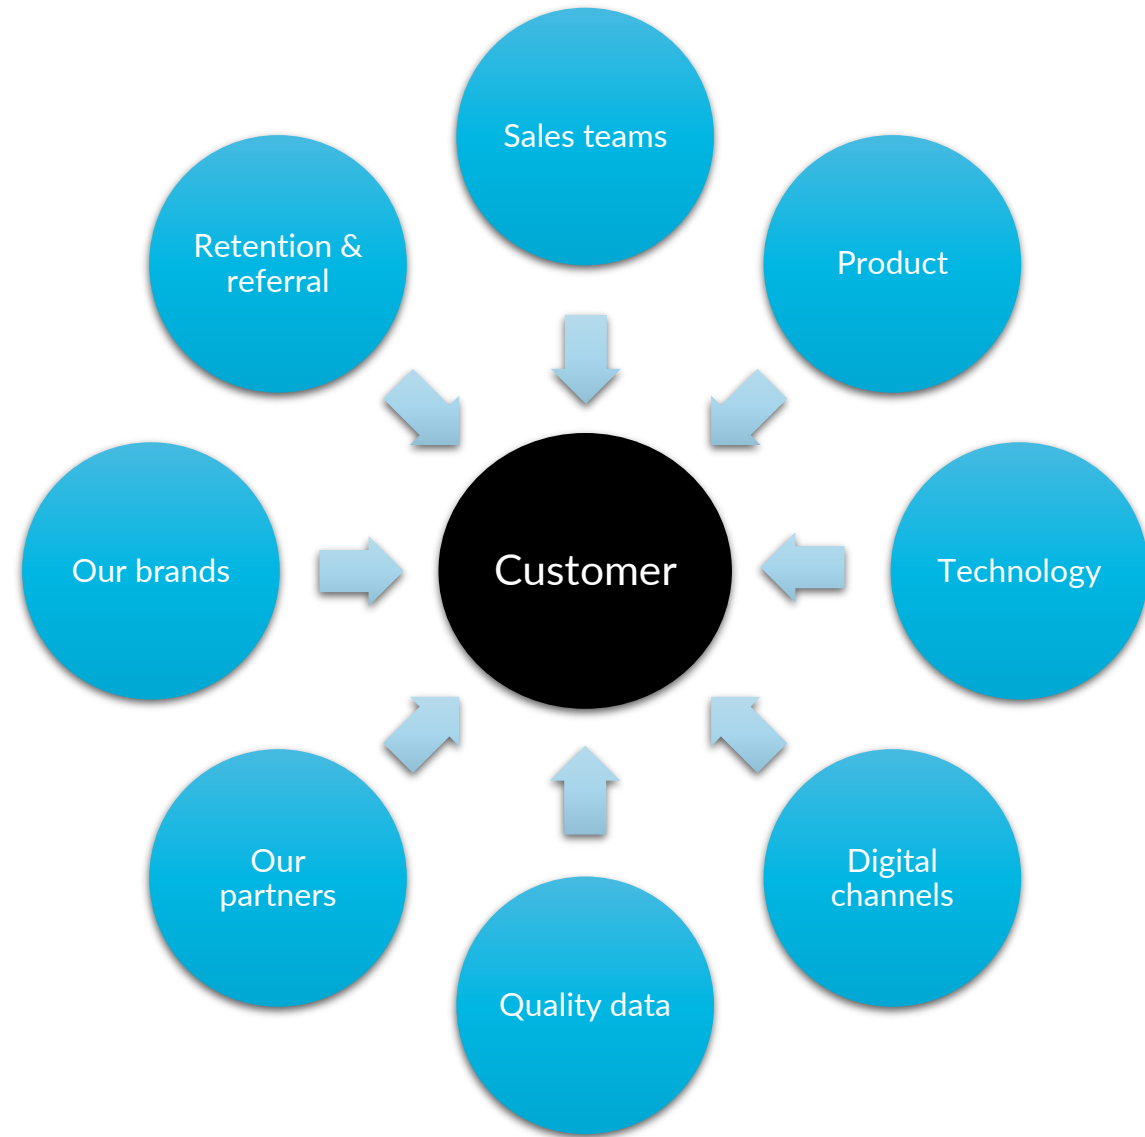 Sales teams
Retention &
referral
Product
Our brands
Customer
Technology
Our
partners
Digital
channels
Quality data